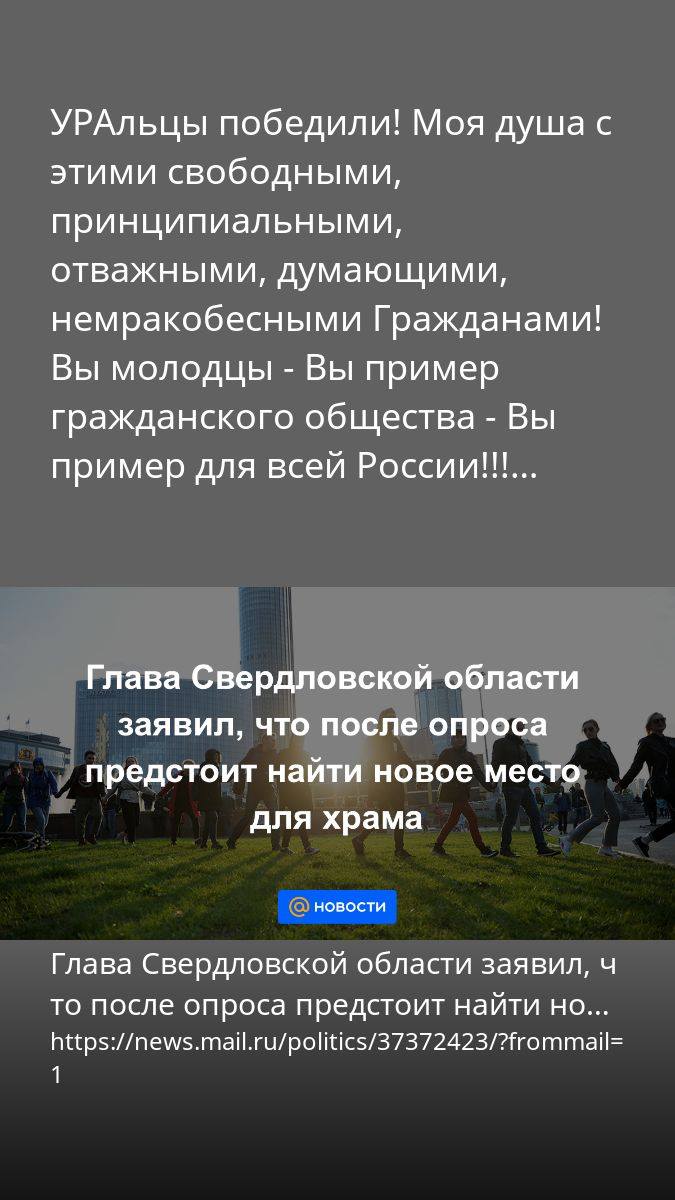 УРАльцы победили! Моя душа с
этими свободными,
принципиальными,
отважными, думающими,
немракобесными Гражданами!
Вы молодцы - Вы пример
гражданского общества - Вы
пример для всей России!!!...
Глава Свердловской области
заявил, что после опроса
предстоит найти новое место
для храма
@ новости
Глава Свердловской области заявил, ч
то после опроса предстоит найти но...
https://news.mail.ru/politics/37372423/?frommail=
1